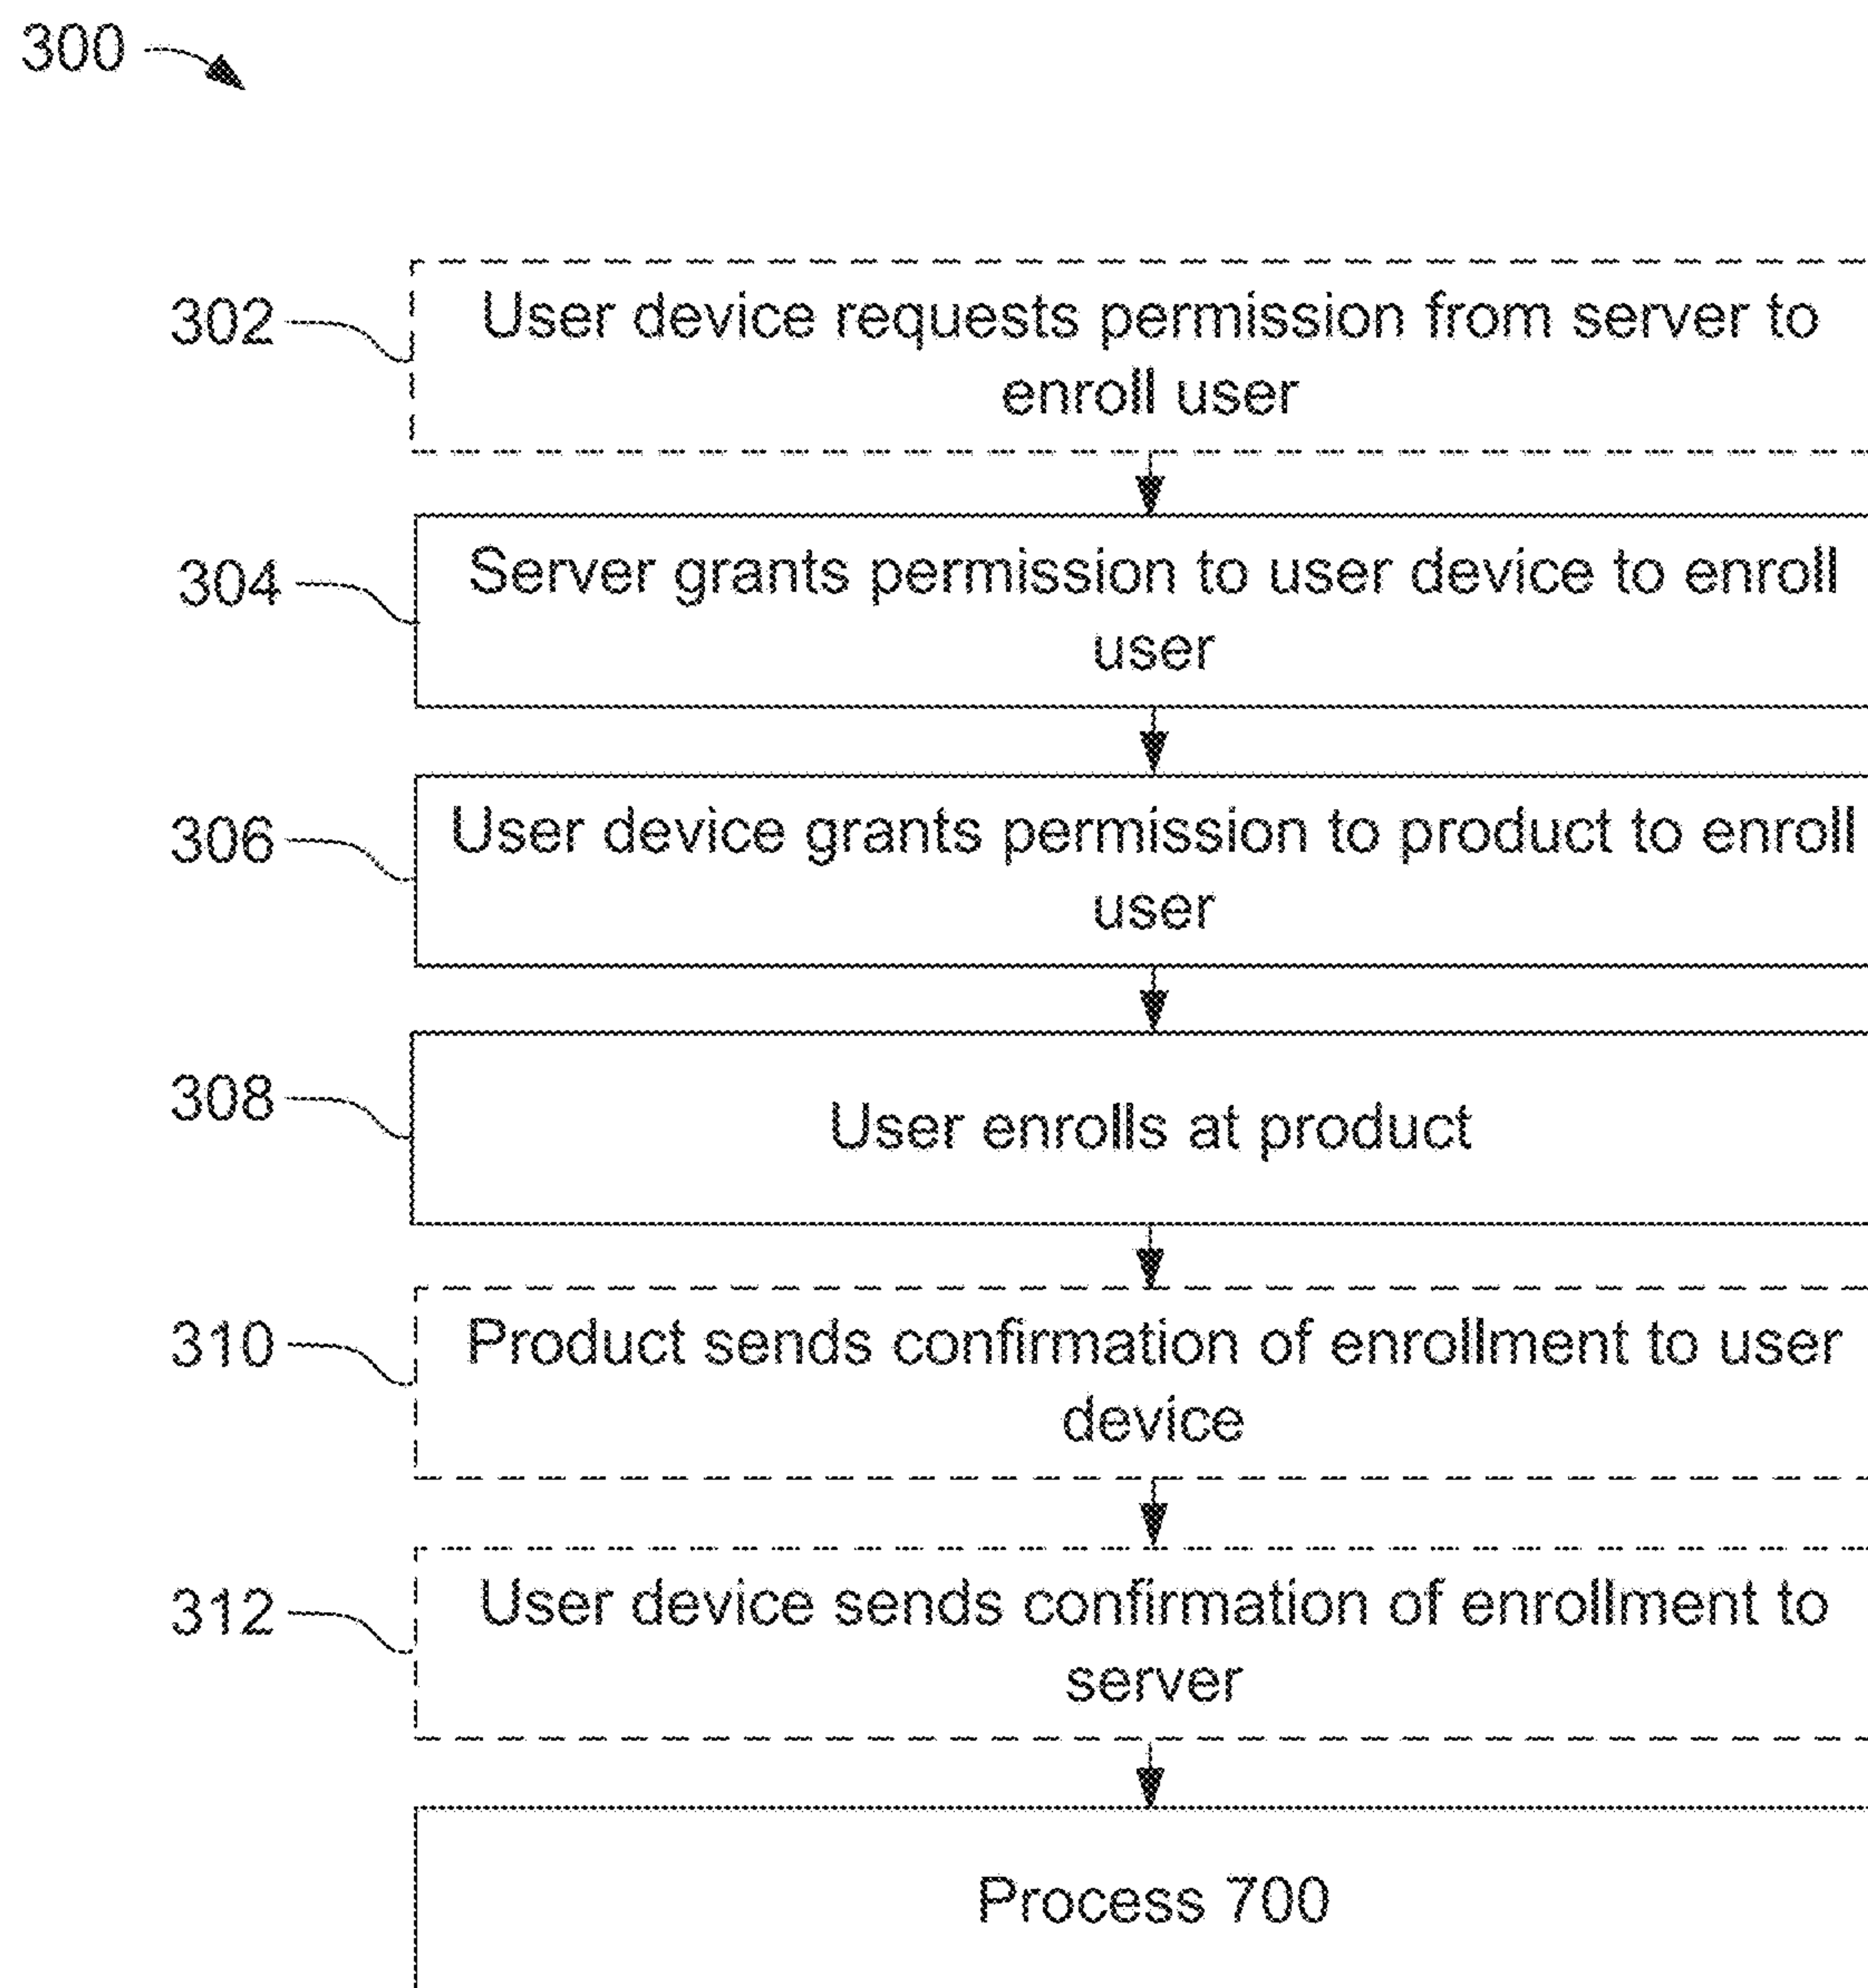 300
302
User device requests permission from server to
enroll user
304
Server grants permission to user device to enroll
user
306
User device grants permission to product to enroll
user
308
User enrolls at product
310
Product sends confirmation of enrollment to user
device
312
User device sends confirmation of enrollment to
server
Process 700